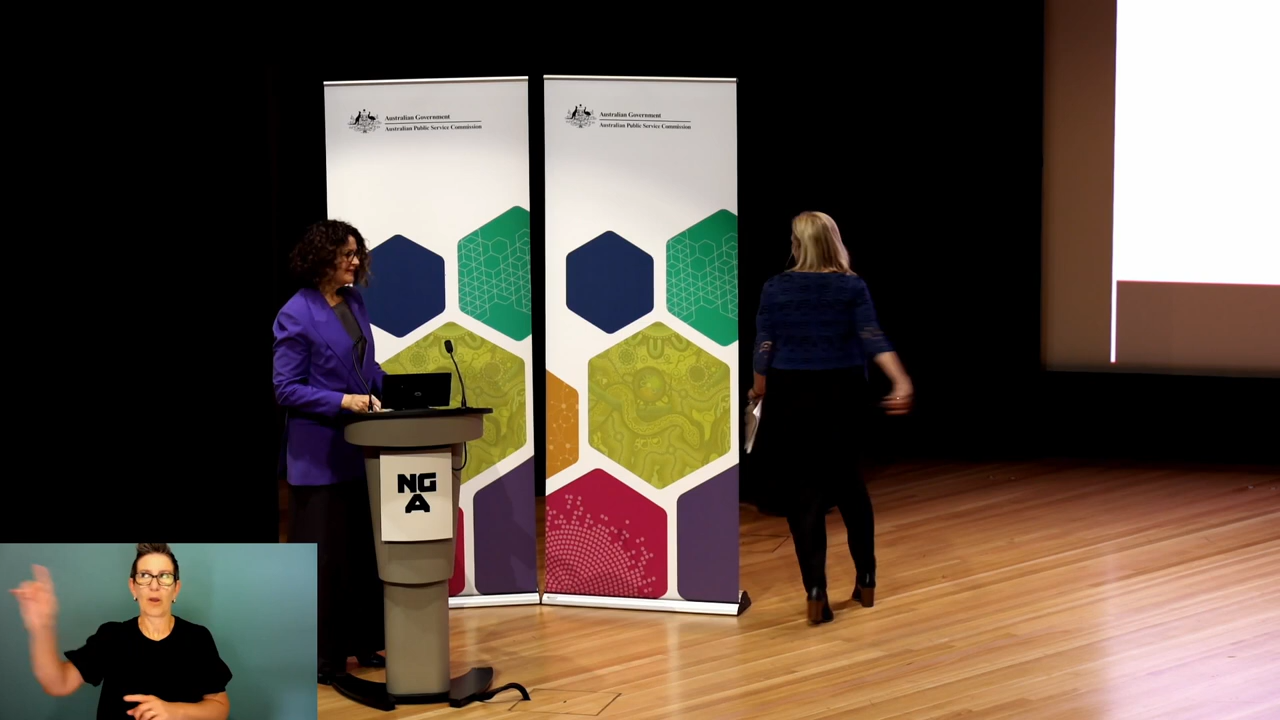 Australian Government
Australian Public Service Commission
Australian Government
Australian Public Service Commission
NG
A